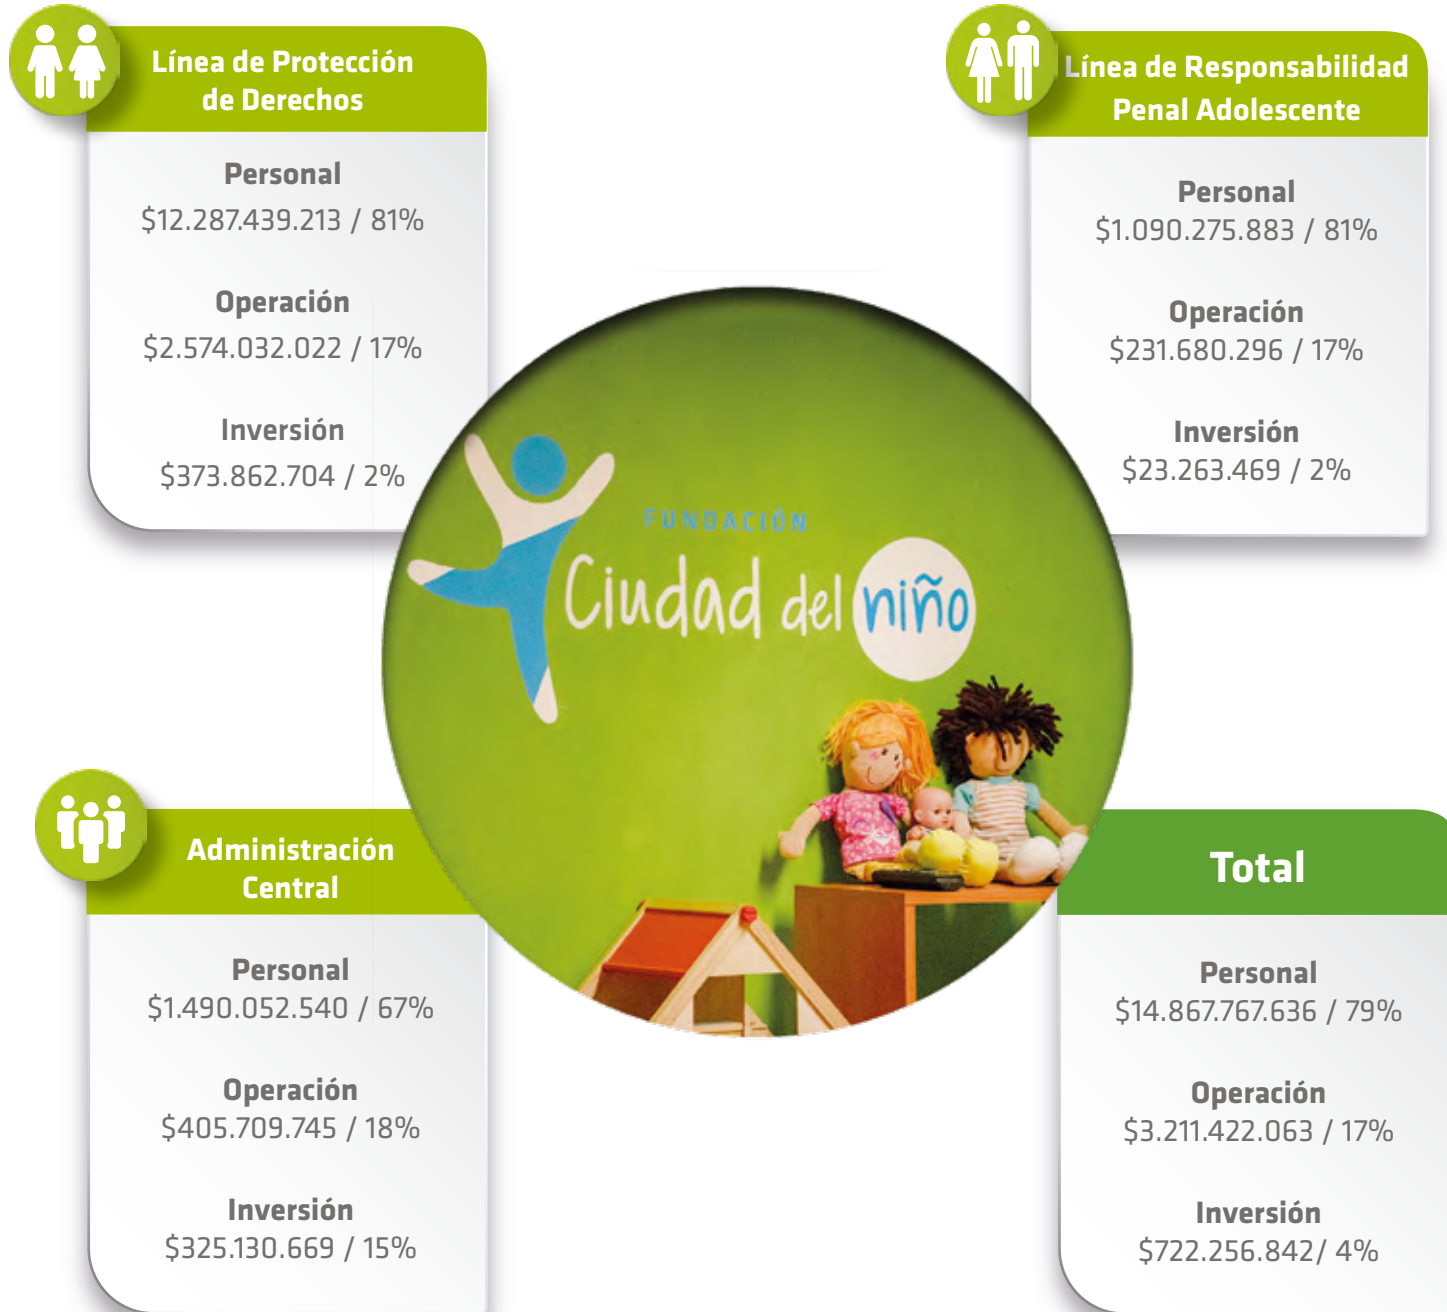 Línea de Protección
de Derechos
Personal
$12.287.439.213 / 81%
Operación
$2.574.032.022 / 17%
Inversión
$373.862.704 / 2%
Línea de Responsabilidad
Penal Adolescente
Personal
$1.090.275.883 / 81%
Operación
$231.680.296 / 17%
Inversión
$23.263.469 / 2%
FUNDACIÓN
Ciudad del niño
Administración
Central
Personal
$1.490.052.540 / 67%
Operación
$405.709.745 / 18%
Inversión
$325.130.669 / 15%
Total
Personal
$14.867.767.636 / 79%
Operación
$3.211.422.063 / 17%
Inversión
$722.256.842/ 4%